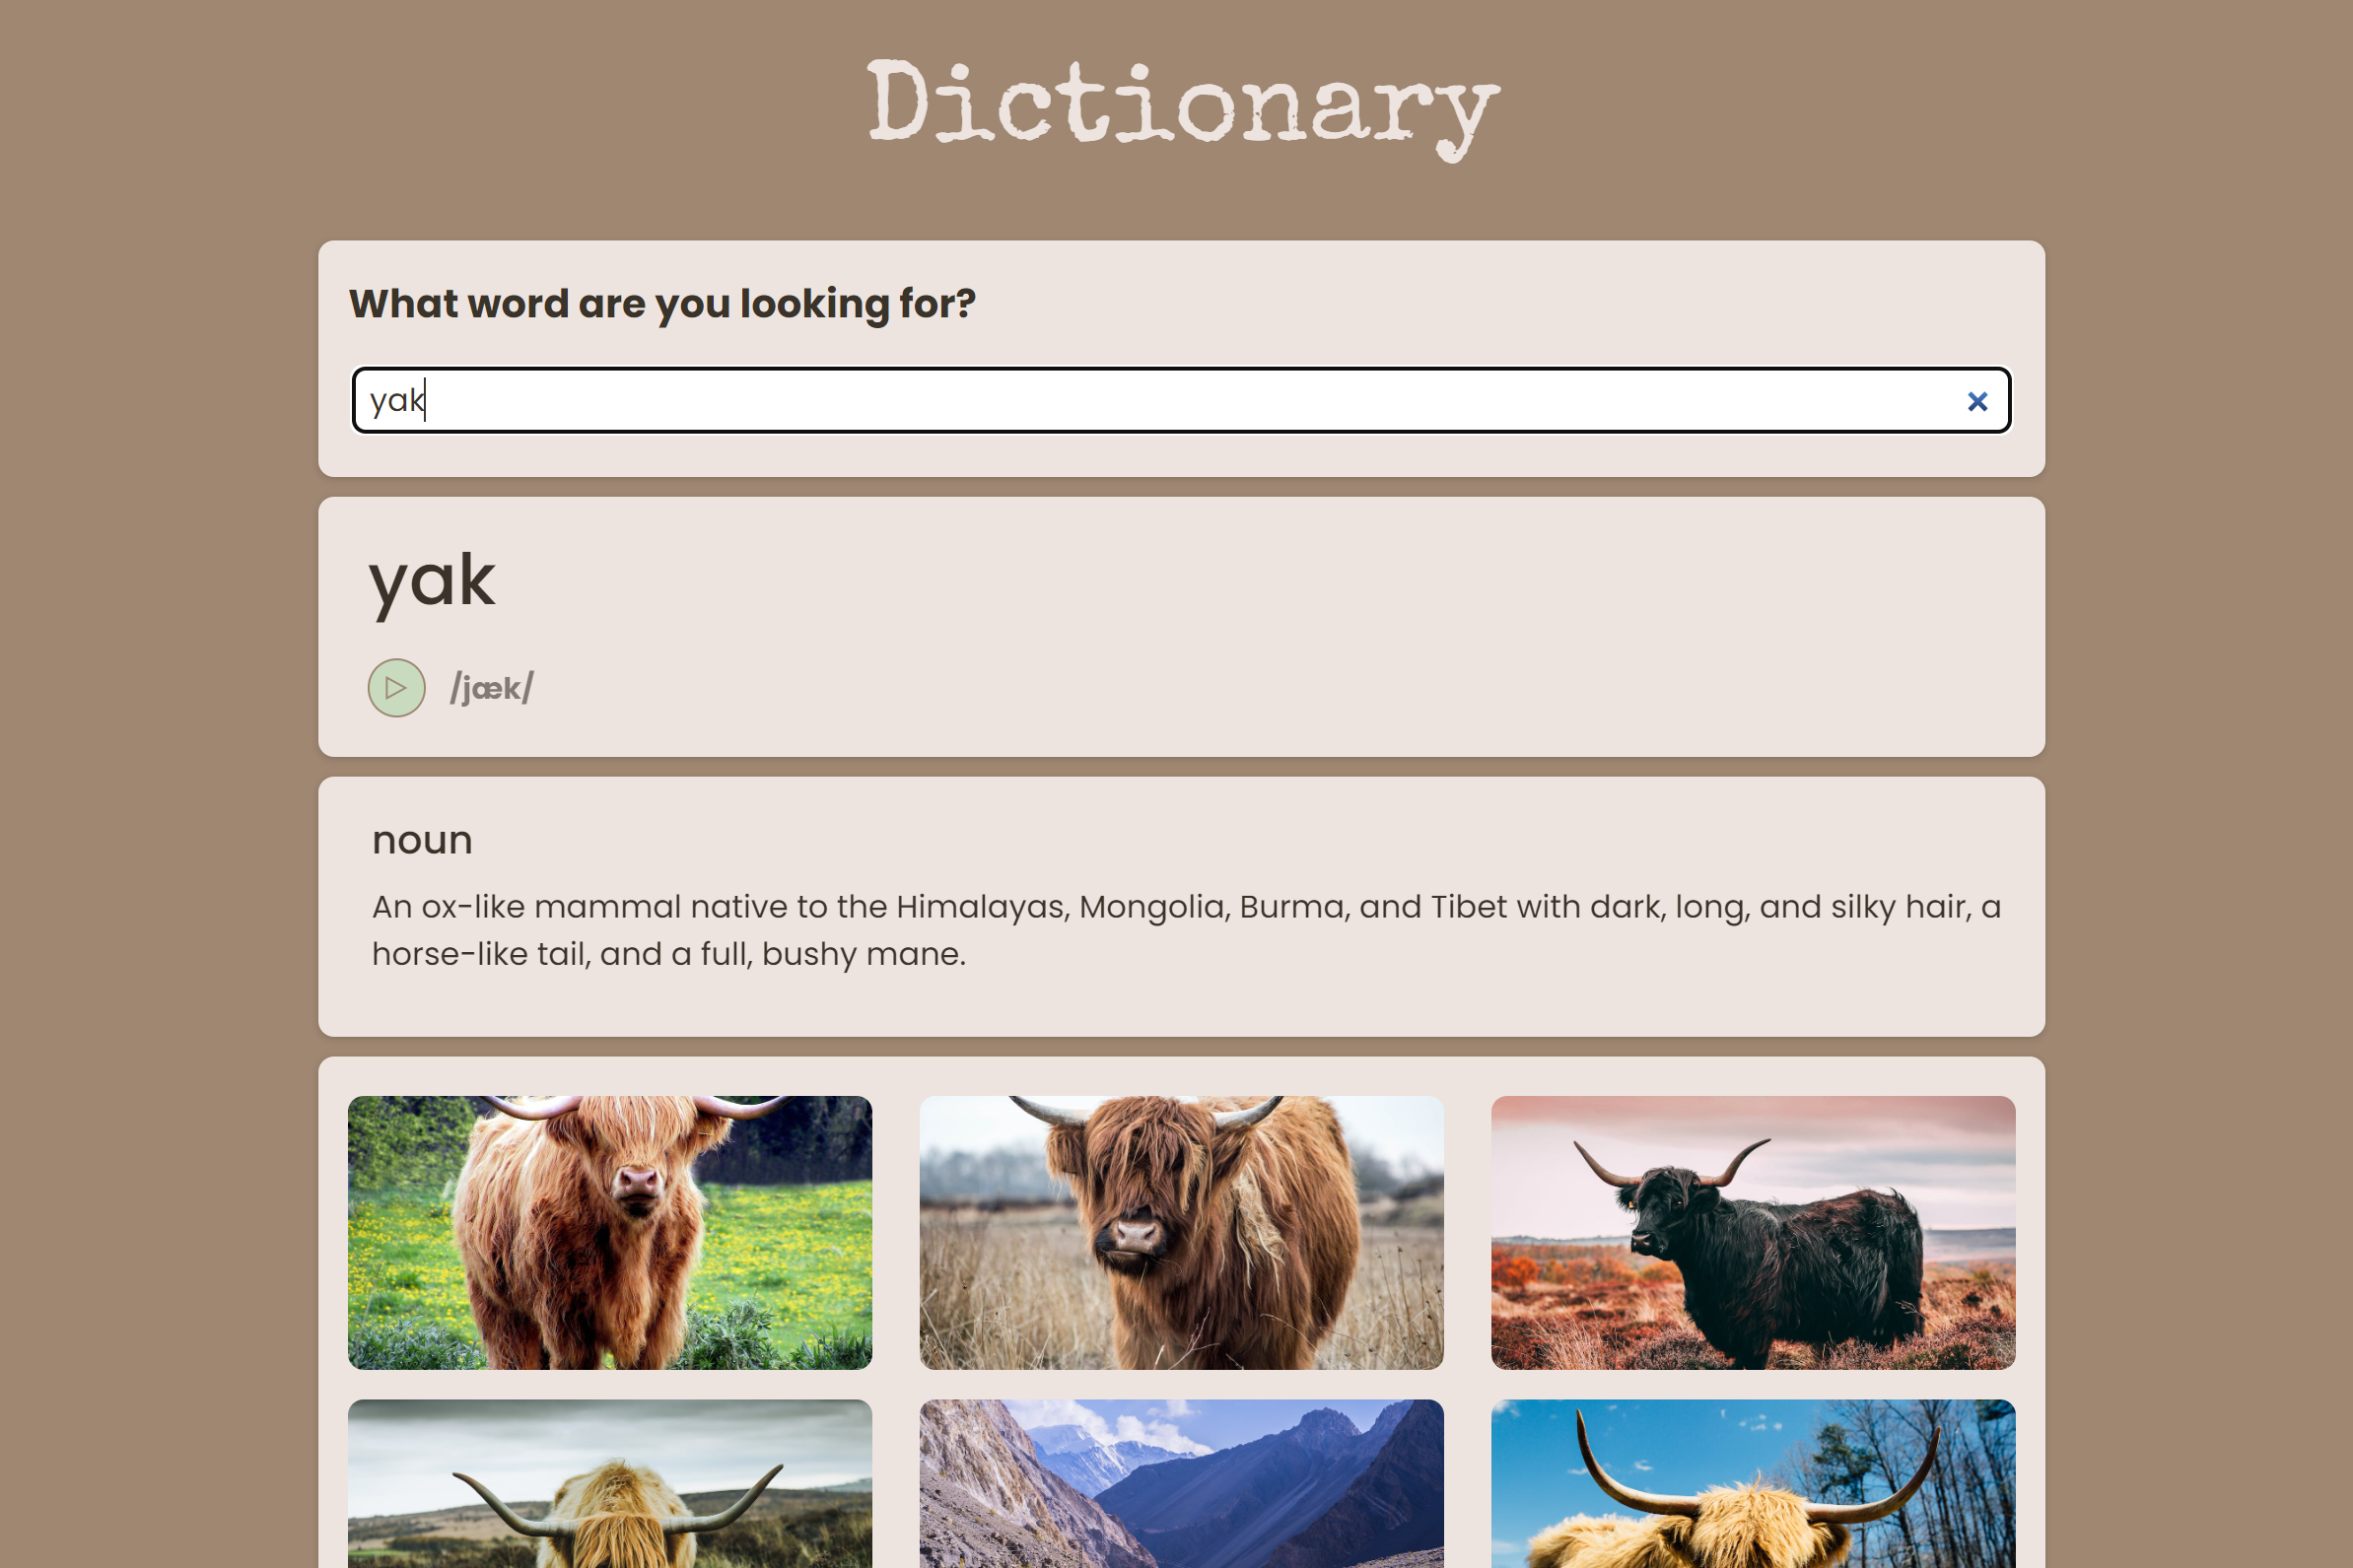 Dictionary
What word are you looking for?
yak
yak
/jæk/
noun
An ox-like mammal native to the Himalayas, Mongolia, Burma, and Tibet with dark, long, and silky hair, a
horse-like tail, and a full, bushy mane.